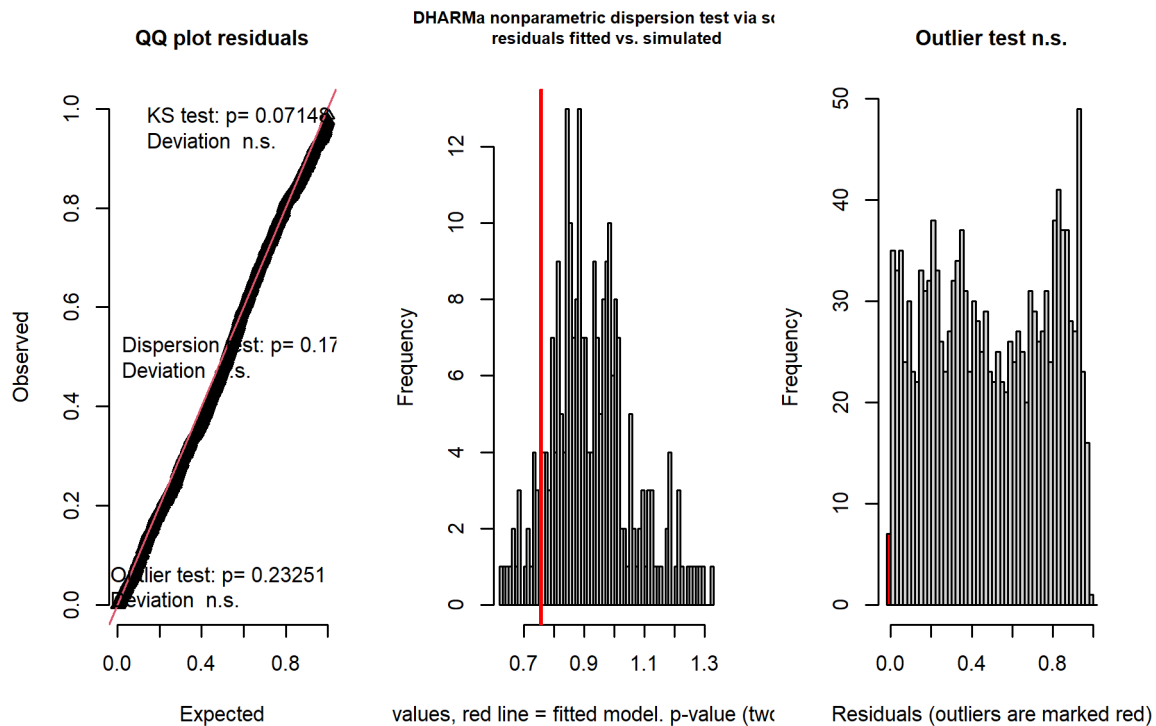 QQ plot residuals
KS test: p= 0.07148
Deviation n.s.
Dispersion test: p= 0.17
Deviation n.s.
Outlier test: p= 0.23251
Deviation n.s.
Observed
0.0
0.2
0.4
0.6
0.8
1.0
0.0 0.4 0.8
Expected
DHARMa nonparametric dispersion test via sd
residuals fitted vs. simulated
Frequency
0
2
4
6
8
10
12
0.7 0.9 1.1 1.3
values, red line = fitted model. p-value (two
Outlier test n.s.
Frequency
0
10
20
30
40
50
0.0 0.4 0.8
Residuals (outliers are marked red)